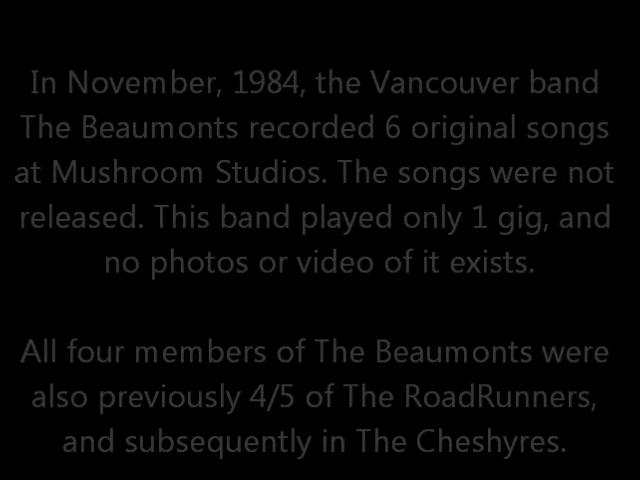 In November, 1984, the Vancouver band
The Beaumonts recorded 6 original songs
at Mushroom Studios. The songs were not
released. This band played only 1 gig, and
no photos or video of it exists.
All four members of The Beaumonts were
also previously 4/5 of The RoadRunners,
and subsequently in The Cheshyres.